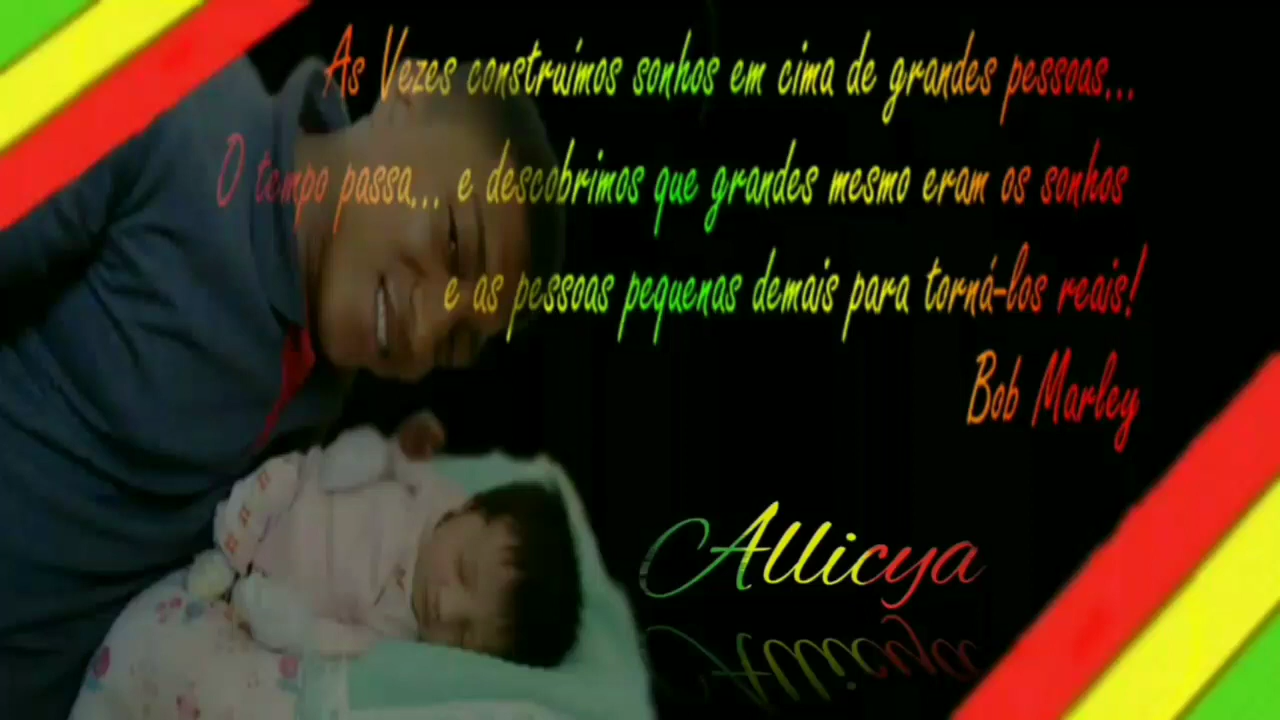 As Vezes construímos sonhos em cima de grandes pessoas...
O tempo passa... e descobrimos que grandes mesmo eram os sonhos
e as pessoas pequenas demais para torná-los reais!
Bob Marley
Allicya